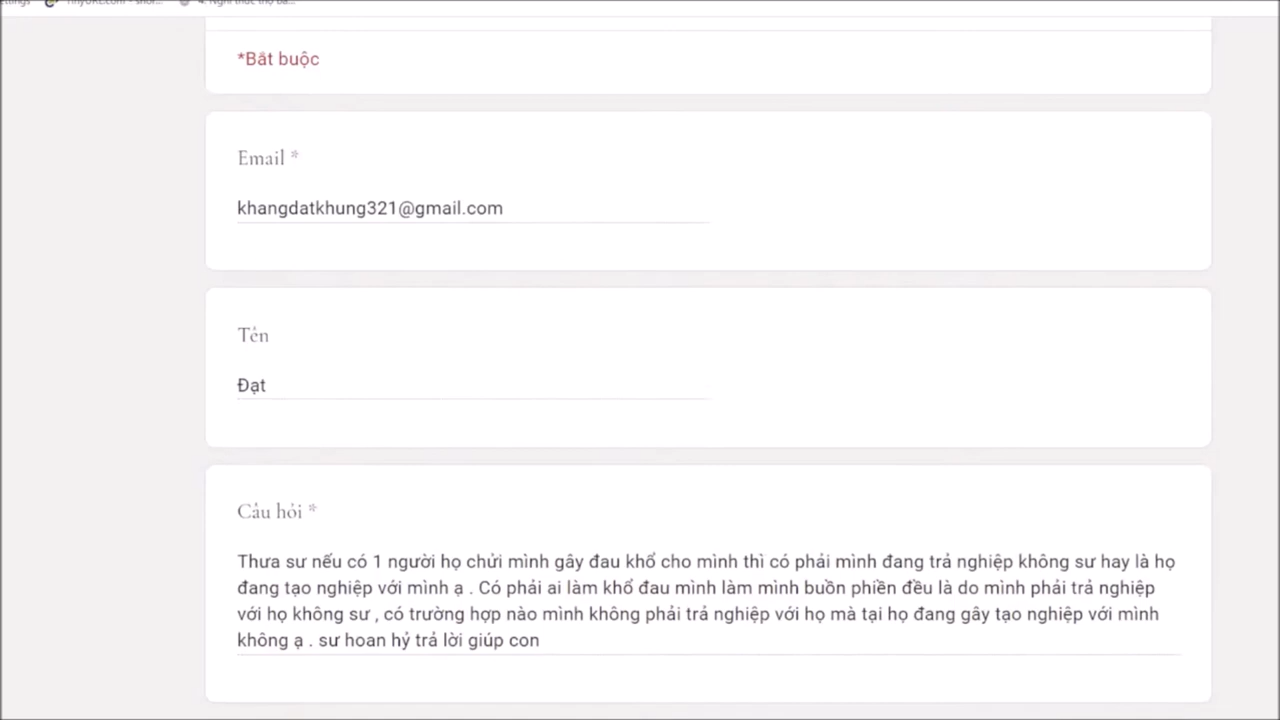 *Bắt buộc
Email *
khangdatkhung321@gmail.com
Tên
Đạt
Câu hỏi *
Thưa sư nếu có 1 người họ chửi mình gây đau khổ cho mình thì có phải mình đang trả nghiệp không sư hay là họ
đang tạo nghiệp với mình ạ . Có phải ai làm khổ đau mình làm mình buồn phiền đều là do mình phải trả nghiệp
với họ không sư , có trường hợp nào mình không phải trả nghiệp với họ mà tại họ đang gây tạo nghiệp với mình
không ạ . sư hoan hỷ trả lời giúp con